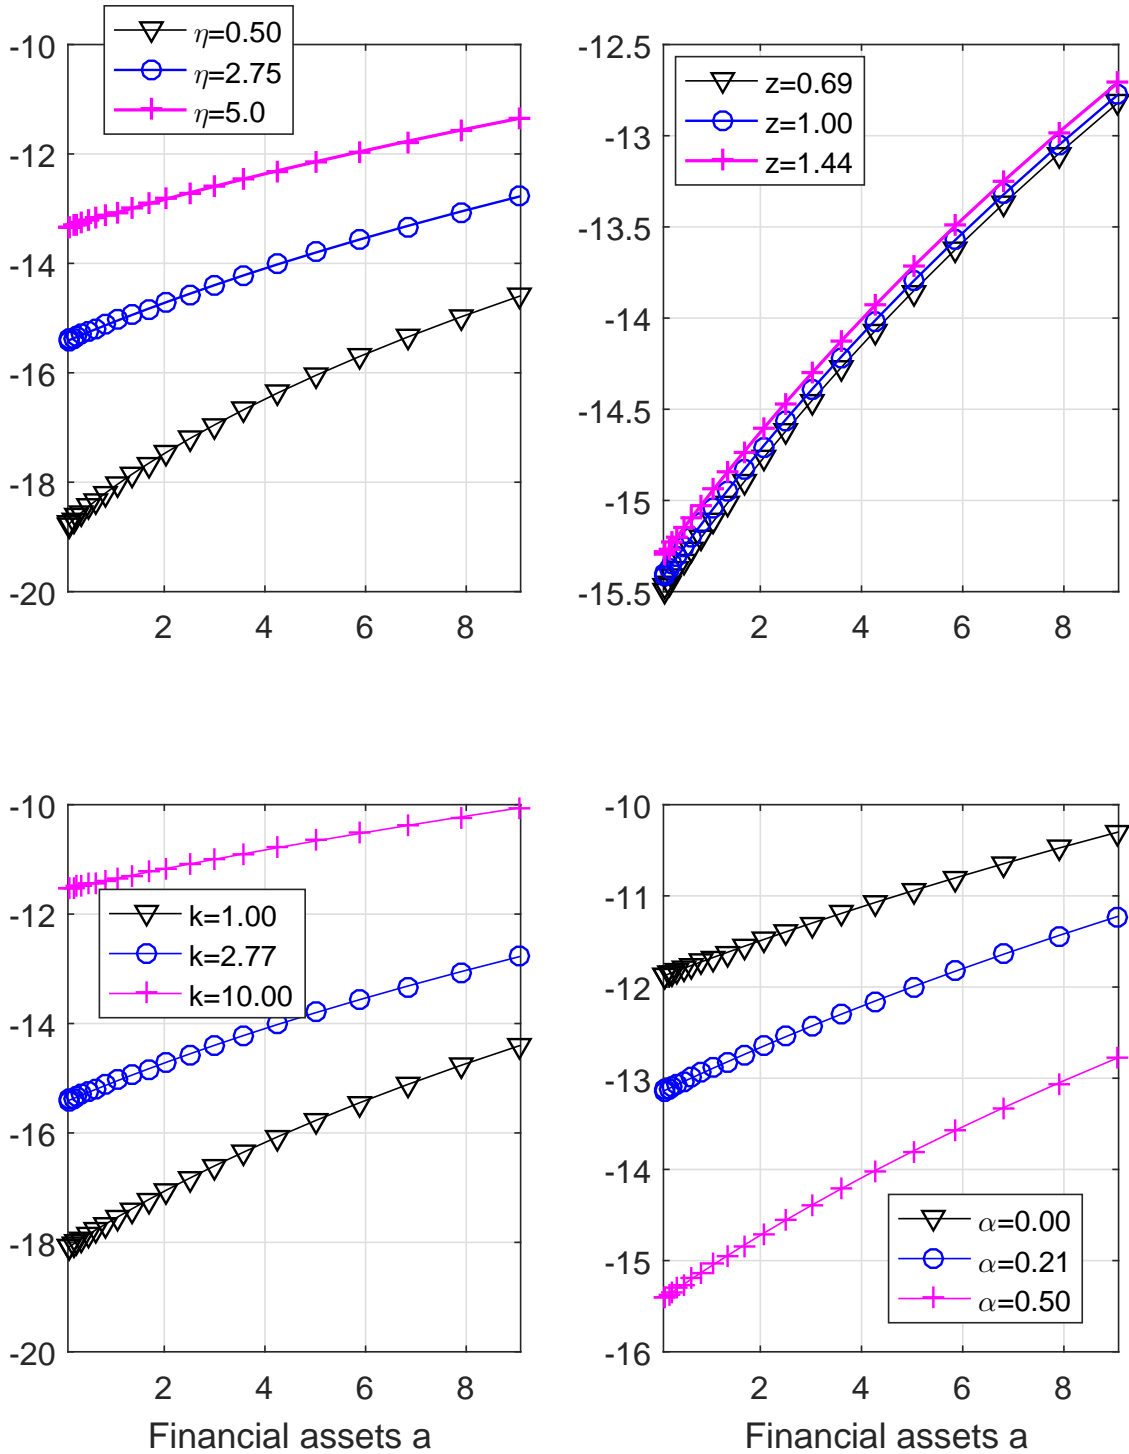 η=0.50
η=2.75
η=5.0
-10
-12
-14
-16
-18
-20
2 4 6 8
z=0.69
z=1.00
z=1.44
-12.5
-13
-13.5
-14
-14.5
-15
-15.5
2 4 6 8
-10
-12
-14
-16
-18
-20
k=1.00
k=2.77
k=10.00
2 4 6 8
Financial assets a
-10
-11
-12
-13
-14
-15
-16
α=0.00
α=0.21
α=0.50
2 4 6 8
Financial assets a